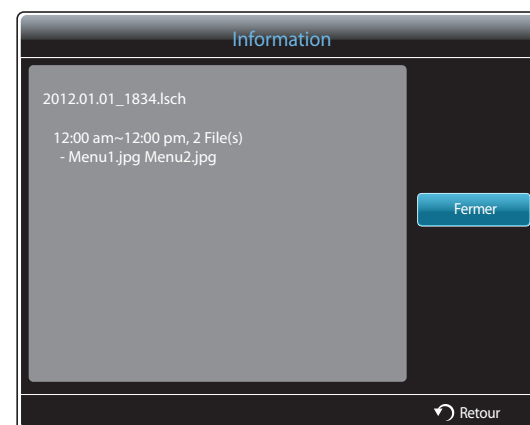 Information
2012.01.01_1834.lsch
12:00 am~12:00 pm, 2 File(s)
- Menu1.jpg Menu2.jpg
Fermer
Retour